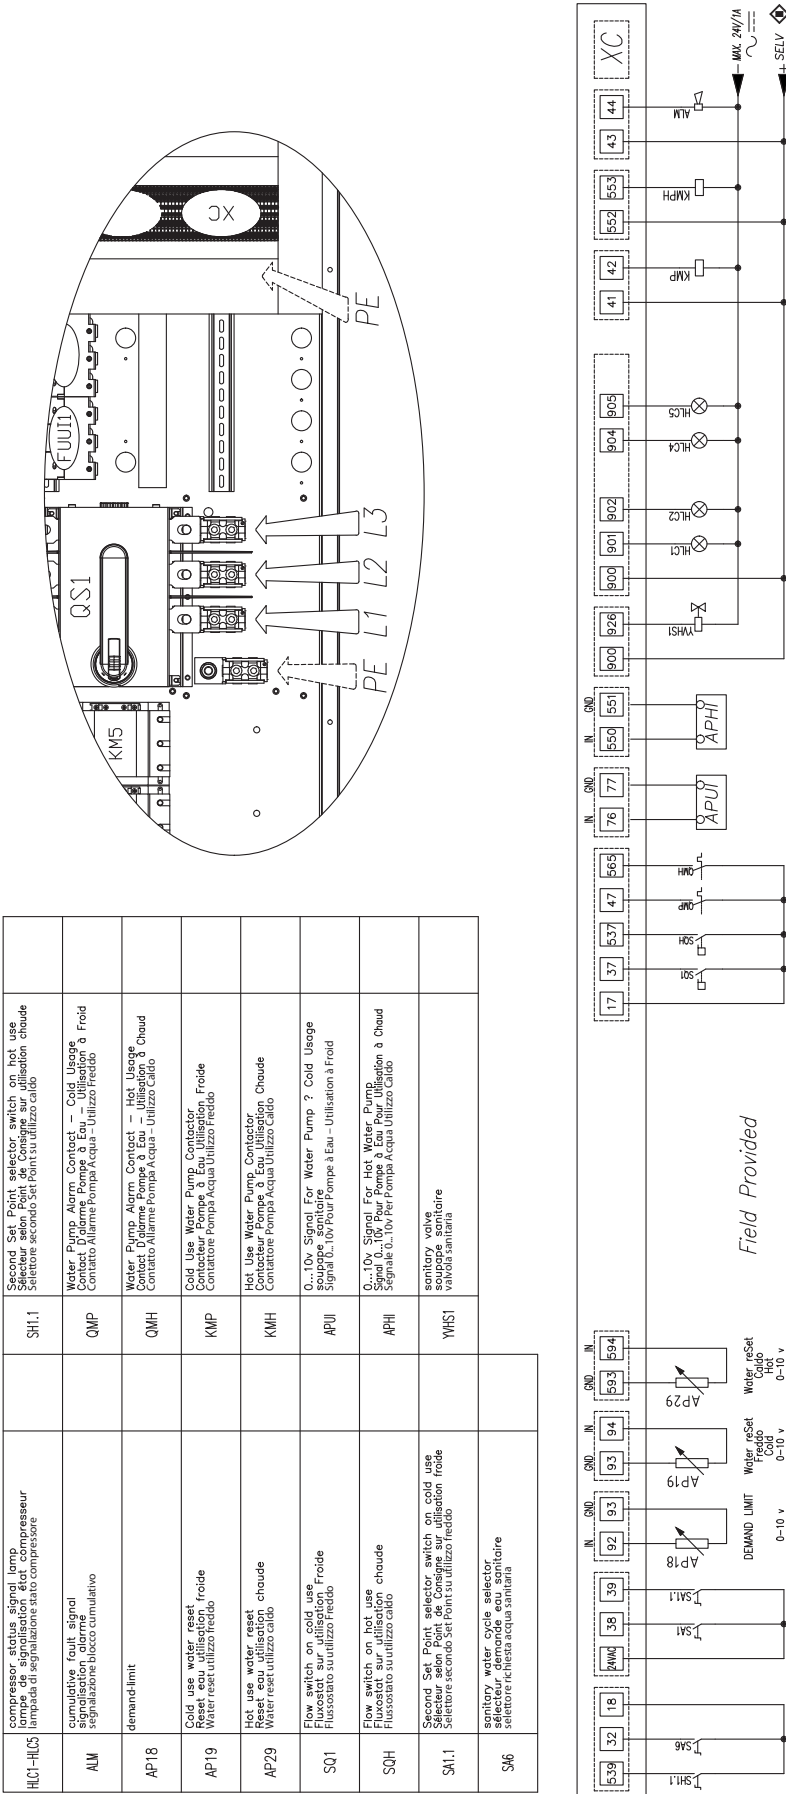 HLC1-HLC5
compressor status signal lamp
lampe de signalisation état compresseur
lampada di segnalazione stato compressore
ALM
cumulative fault signal
signalisation alarme
segnalazione blocco cumulativo
AP18
demand-limit
AP19
Cold use water reset
Reset eau utilisation froide
Water reset utilizzo freddo
AP29
Hot use water reset
Reset eau utilisation chaude
Water reset utilizzo caldo
SQ1
Flow switch on cold use
Fluxostat sur utilisation Froide
Flussostato su utilizzo Freddo
SQH
Flow switch on hot use
Fluxostat sur utilisation chaude
Flussostato su utilizzo caldo
SA1.1
Second Set Point selector switch on cold use
Sélecteur selon Point de Consigne sur utilisation froide
Selettore secondo Set Point su utilizzo freddo
SA6
sanitary water cycle selector
sélecteur demande eau sanitaire
selettore richiesta acqua sanitaria
SH1.1
Second Set Point selector switch on hot use
Sélecteur selon Point de Consigne sur utilisation chaude
Selettore secondo Set Point su utilizzo caldo
QMP
Water Pump Alarm Contact – Cold Usage
Contact D'alarme Pompe à Eau – Utilisation à Froid
Contatto Allarme Pompa Acqua – Utilizzo Freddo
QMH
Water Pump Alarm Contact – Hot Usage
Contact D'alarme Pompe à Eau – Utilisation à Chaud
Contatto Allarme Pompa Acqua – Utilizzo Caldo
KMP
Cold Use Water Pump Contactor
Contacteur Pompe à Eau Utilisation Froide
Contattore Pompa Acqua Utilizzo Freddo
KMH
Hot Use Water Pump Contactor
Contacteur Pompe à Eau Utilisation Chaude
Contattore Pompa Acqua Utilizzo Caldo
APUI
0...10v Signal For Water Pump ? Cold Usage
soupape sanitaire
Signal 0...10v Pour Pompe à Eau – Utilisation à Froid
APHI
0...10v Signal For Hot Water Pump
Signal 0...10v Pour Pompe à Eau Pour Utilisation à Chaud
Segnale 0...10v Per Pompa Acqua Utilizzo Caldo
YVHS1
sanitary valve
soupape sanitaire
valvola sanitaria
KM5
QS1
FUUI1
XC
PE
L1
L2
L3
PE
539
32
18
24VAC
38
39
92
93
93
94
593
594
17
37
537
47
565
76
77
550
551
900
926
900
901
902
904
905
41
42
552
553
43
44
XC
IN
GND
GND
IN
GND
IN
IN
GND
IN
GND
SH1.1
SA6
SA1
SA1.1
AP18
AP19
AP29
SQ1
SQH
QMP
QMH
APUI
APHI
YVHS1
HLC1
HLC2
HLC4
HLC5
KMP
KMPH
ALM
DEMAND LIMIT
0-10 v
Water reSet
Freddo
Cold
0-10 v
Water reSet
Caldo
Hot
0-10 v
Field Provided
MAX. 24V/1A
SELV